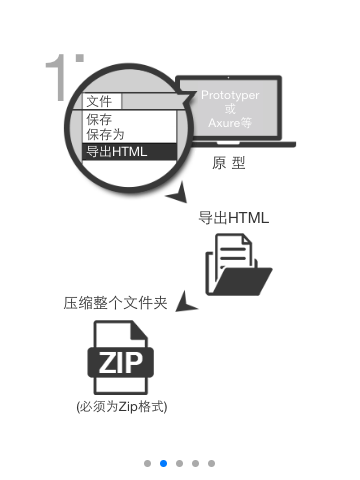 1.
文件
保存
保存为
导出HTML
Prototyper
或
Axure等
原 型
导出HTML
压缩整个文件夹
ZIP
(必须为Zip格式)